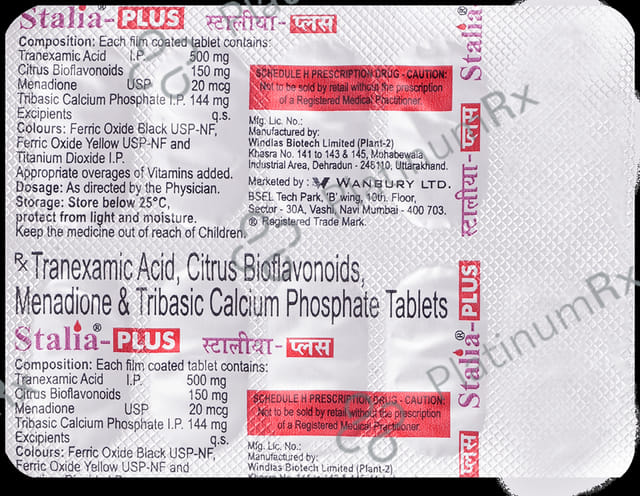 Stalia®-PLUS स्टालीया-प्लस
Composition: Each film coated tablet contains:
Tranexamic Acid I.P. 500 mg
Citrus Bioflavonoids 150 mg
Menadione USP 20 mcg
Tribasic Calcium Phosphate I.P. 144 mg
Excipients q.s.
Colours: Ferric Oxide Black USP-NF,
Ferric Oxide Yellow USP-NF and
Titanium Dioxide I.P.
Appropriate overages of Vitamins added.
Dosage: As directed by the Physician.
Storage: Store below 25°C,
protect from light and moisture.
Keep the medicine out of reach of Children.
SCHEDULE H PRESCRIPTION DRUG - CAUTION:
Not to be sold by retail without the prescription
of a Registered Medical Practitioner.
Mfg. Lic. No.:
Manufactured by:
Windlas Biotech Limited (Plant-2)
Khasra No. 141 to 143 & 145, Mohabewala
Industrial Area, Dehradun - 248110, Uttarakhand.
Marketed by: WANBURY LTD.
BSEL Tech Park, 'B' wing, 10th. Floor,
Sector - 30A, Vashi, Navi Mumbai - 400 703.
® Registered Trade Mark.
Rx Tranexamic Acid, Citrus Bioflavonoids,
Menadione & Tribasic Calcium Phosphate Tablets
Stalia®-PLUS स्टालीया-प्लस
Composition: Each film coated tablet contains:
Tranexamic Acid I.P. 500 mg
Citrus Bioflavonoids 150 mg
Menadione USP 20 mcg
Tribasic Calcium Phosphate I.P. 144 mg
Excipients q.s.
Colours: Ferric Oxide Black USP-NF,
Ferric Oxide Yellow USP-NF and
SCHEDULE H PRESCRIPTION DRUG - CAUTION:
Not to be sold by retail without the prescription
of a Registered Medical Practitioner.
Mfg. Lic. No.:
Manufactured by:
Windlas Biotech Limited (Plant-2)
Stalia®
स्टालीया-प्लस
Stalia®-PLUS
प्लस
PlatinumRx
PlatinumRx